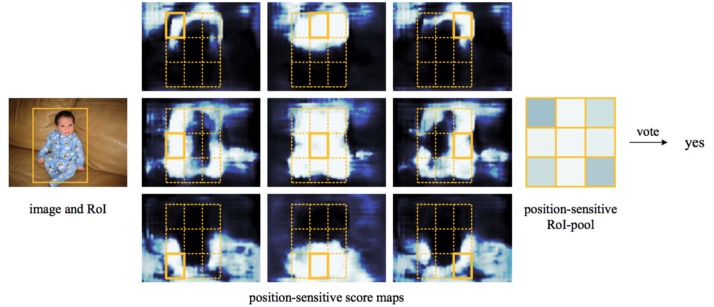 vote
yes
image and RoI
position-sensitive
RoI-pool
position-sensitive score maps